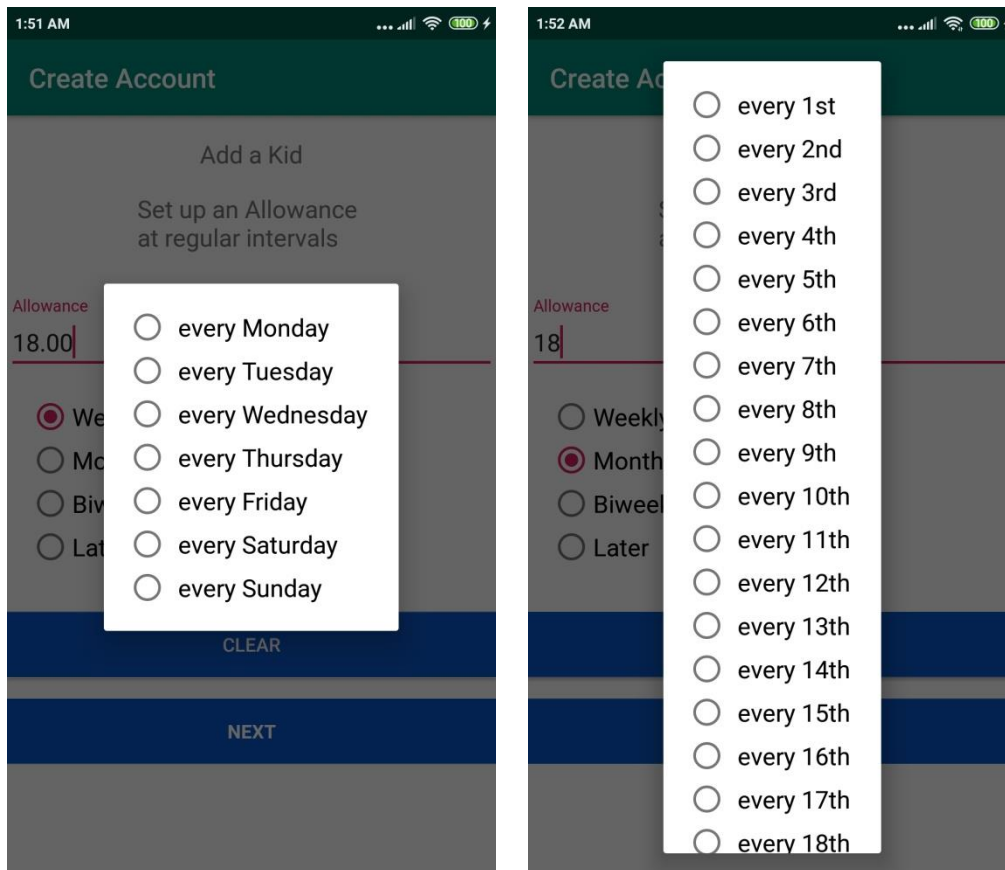 1:51 AM
100
Create Account
Add a Kid
Set up an Allowance
at regular intervals
Allowance
18.00
every Monday
every Tuesday
every Wednesday
every Thursday
every Friday
every Saturday
every Sunday
CLEAR
NEXT
1:52 AM
100
Create
Allowance
18
Weekly
Month
Later
every 1st
every 2nd
every 3rd
every 4th
every 5th
every 6th
every 7th
every 8th
every 9th
every 10th
every 11th
every 12th
every 13th
every 14th
every 15th
every 16th
every 17th
every 18th